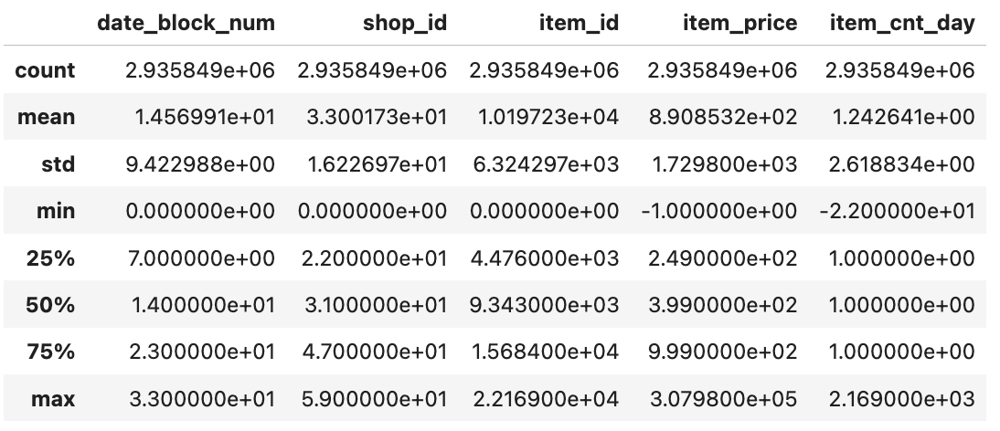 date_block_num shop_id item_id item_price item_cnt_day
count 2.935849e+06 2.935849e+06 2.935849e+06 2.935849e+06 2.935849e+06
mean 1.456991e+01 3.300173e+01 1.019723e+04 8.908532e+02 1.242641e+00
std 9.422988e+00 1.622697e+01 6.324297e+03 1.729800e+03 2.618834e+00
min 0.000000e+00 0.000000e+00 0.000000e+00 -1.000000e+00 -2.200000e+01
25% 7.000000e+00 2.200000e+01 4.476000e+03 2.490000e+02 1.000000e+00
50% 1.400000e+01 3.100000e+01 9.343000e+03 3.990000e+02 1.000000e+00
75% 2.300000e+01 4.700000e+01 1.568400e+04 9.990000e+02 1.000000e+00
max 3.300000e+01 5.900000e+01 2.216900e+04 3.079800e+05 2.169000e+03